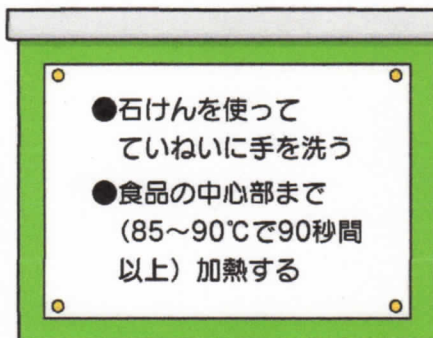 ●石けんを使って
ていねいに手を洗う
●食品の中心部まで
(85～90℃で90秒間
以上)加熱する